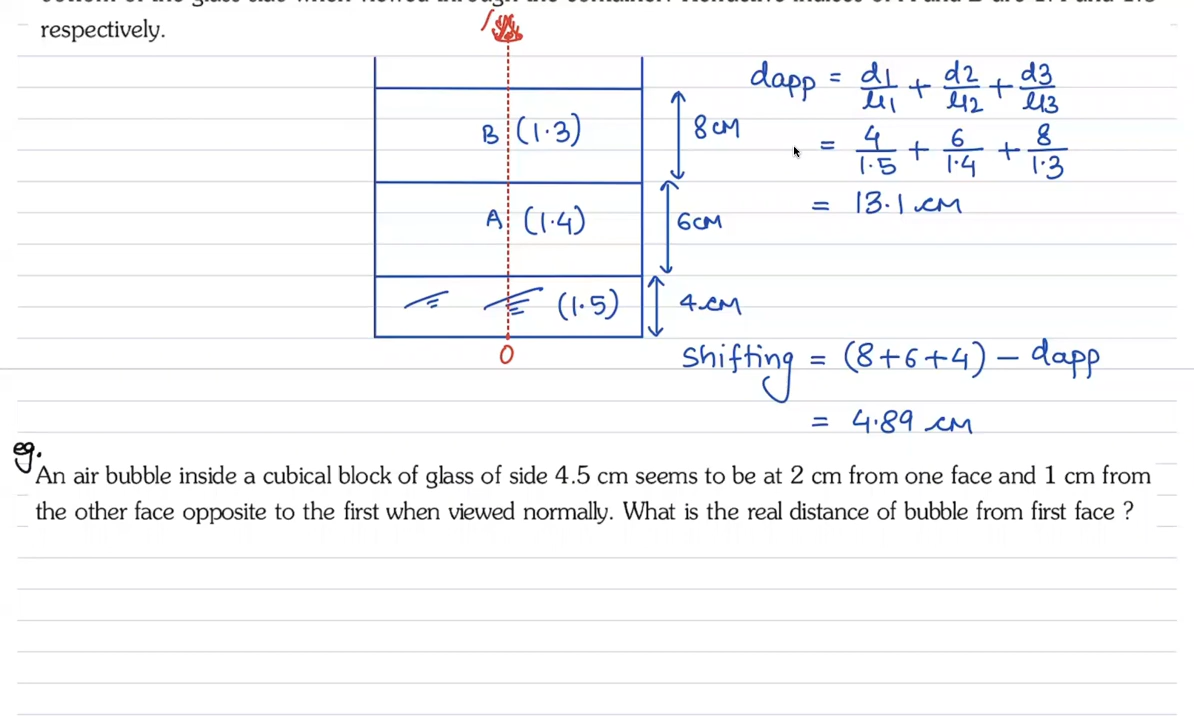 respectively.
dapp = d1/μ1 + d2/μ2 + d3/μ3
B (1.3)
8 cm
= 4/1.5 + 6/1.4 + 8/1.3
= 13.1 cm
A (1.4)
6 cm
(1.5)
4 cm
O
Shifting = (8+6+4) – dapp
= 4.89 cm
eg.
An air bubble inside a cubical block of glass of side 4.5 cm seems to be at 2 cm from one face and 1 cm from
the other face opposite to the first when viewed normally. What is the real distance of bubble from first face ?